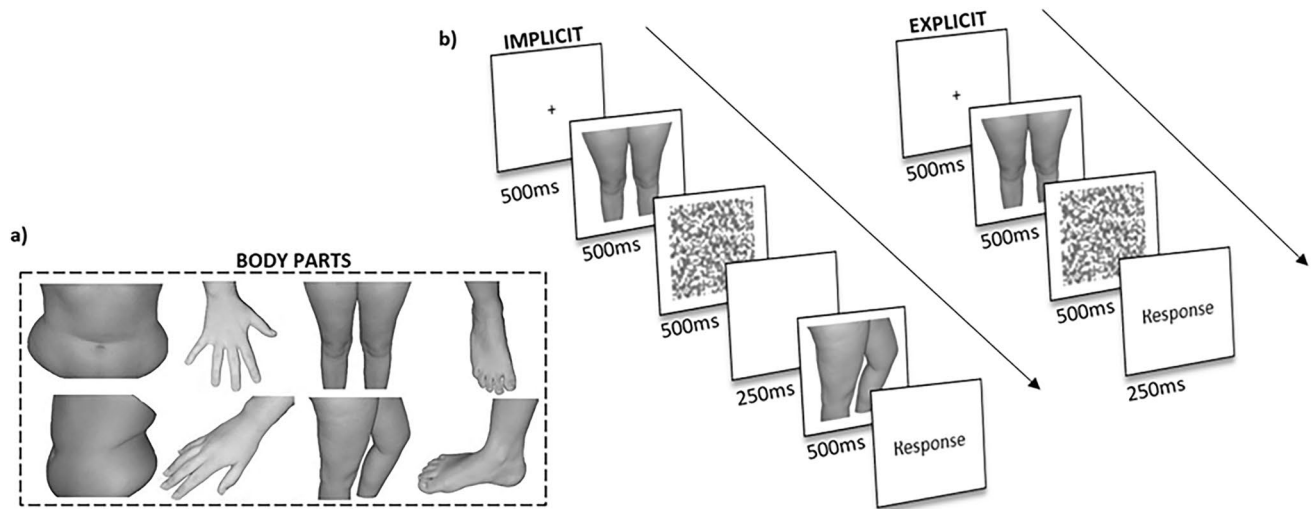 a)
BODY PARTS
b)
IMPLICIT
+
500ms
500ms
500ms
250ms
500ms
Response
EXPLICIT
+
500ms
500ms
500ms
Response
250ms